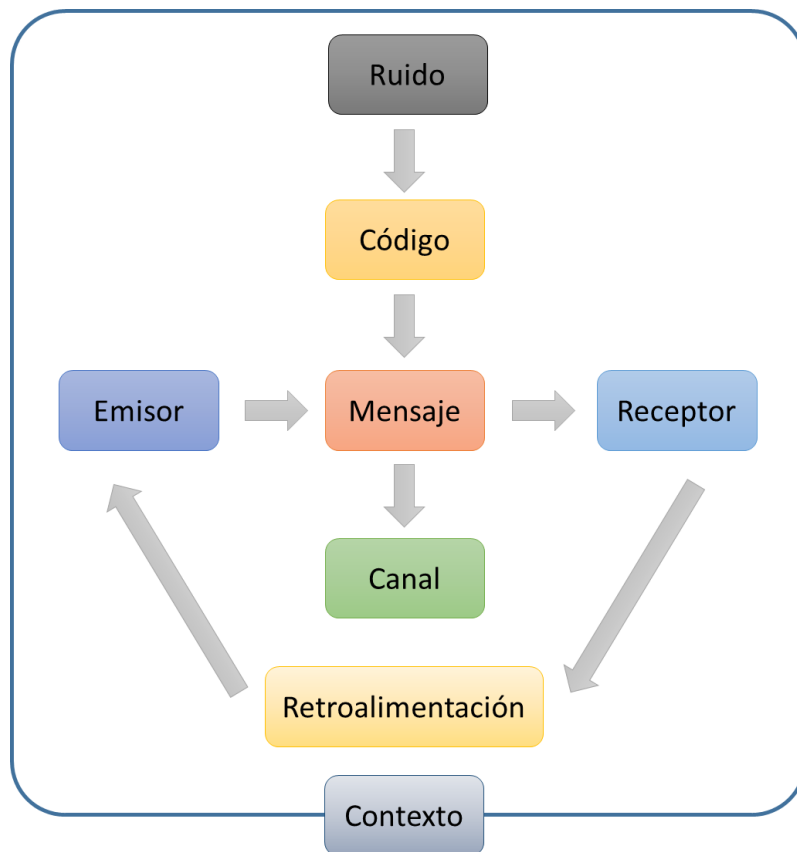 Ruido
Código
Emisor
Mensaje
Receptor
Canal
Retroalimentación
Contexto